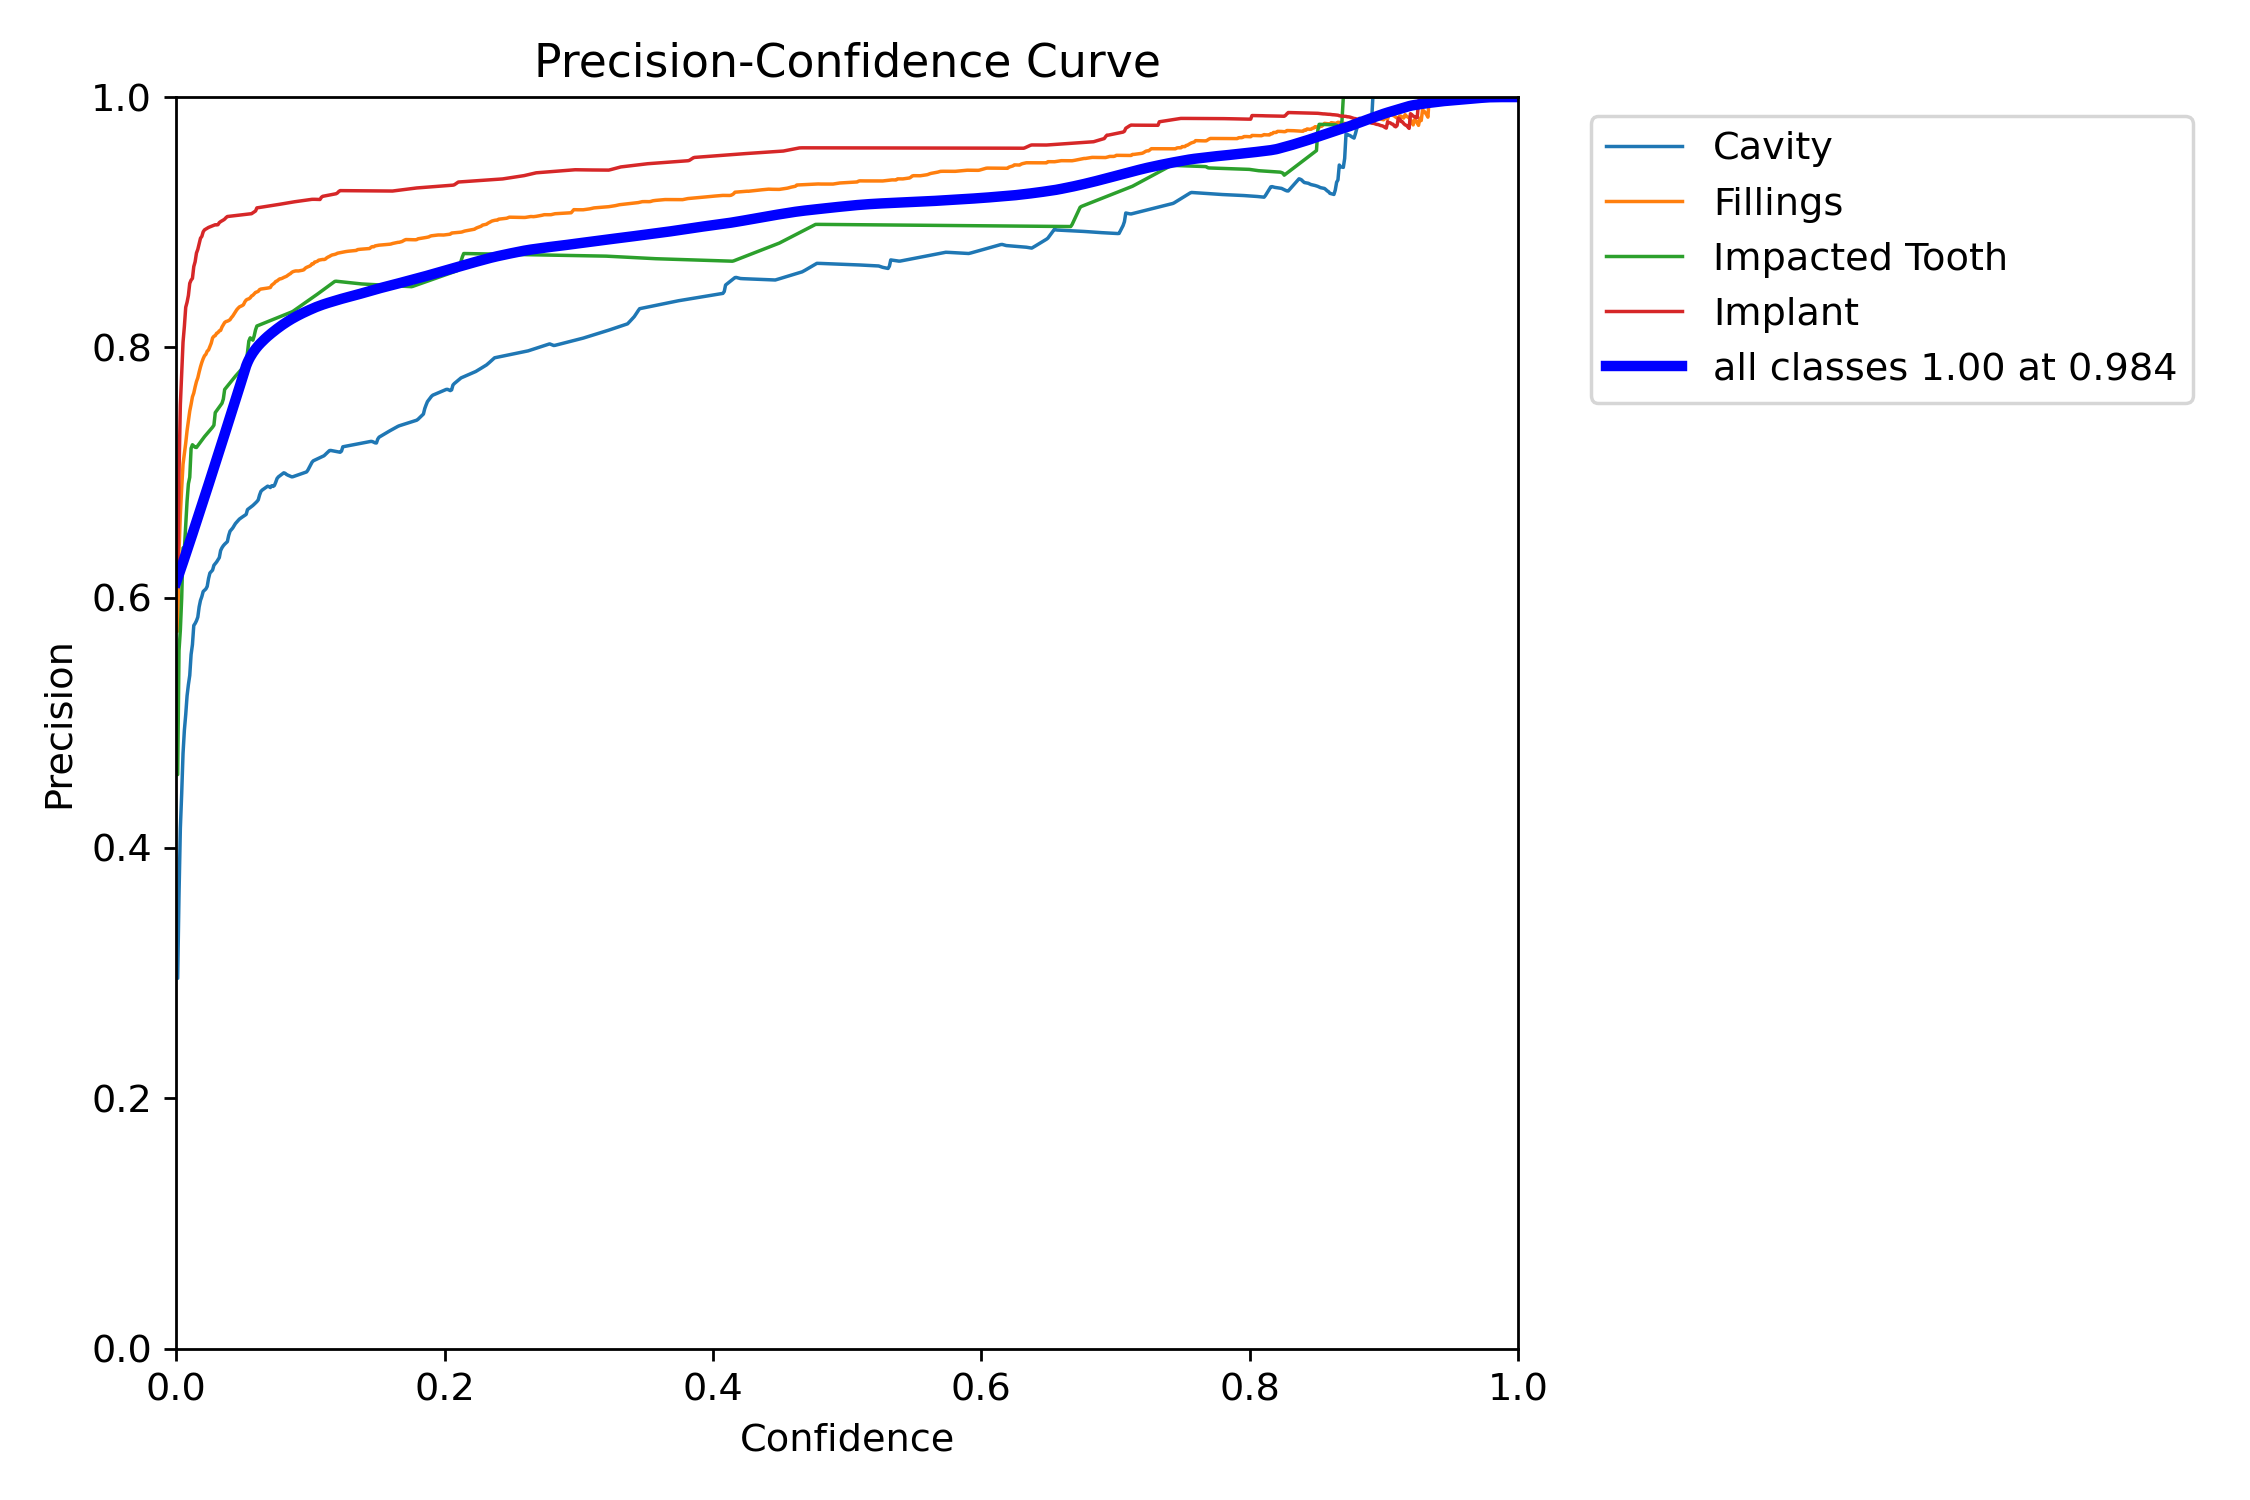 Precision-Confidence Curve
1.0
0.8
0.6
0.4
0.2
0.0
Precision
0.0 0.2 0.4 0.6 0.8 1.0
Confidence
Cavity
Fillings
Impacted Tooth
Implant
all classes 1.00 at 0.984